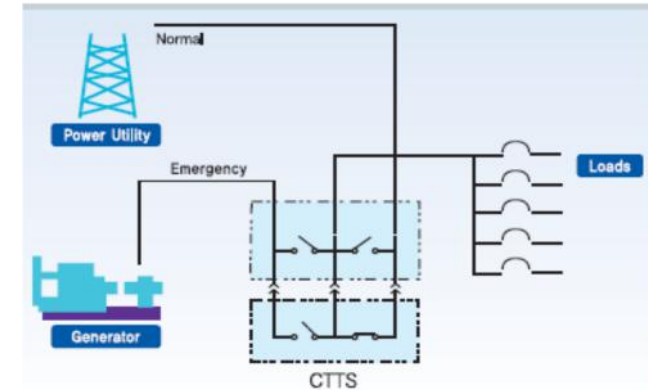 Normal
Power Utility
Emergency
Loads
Generator
CTTS